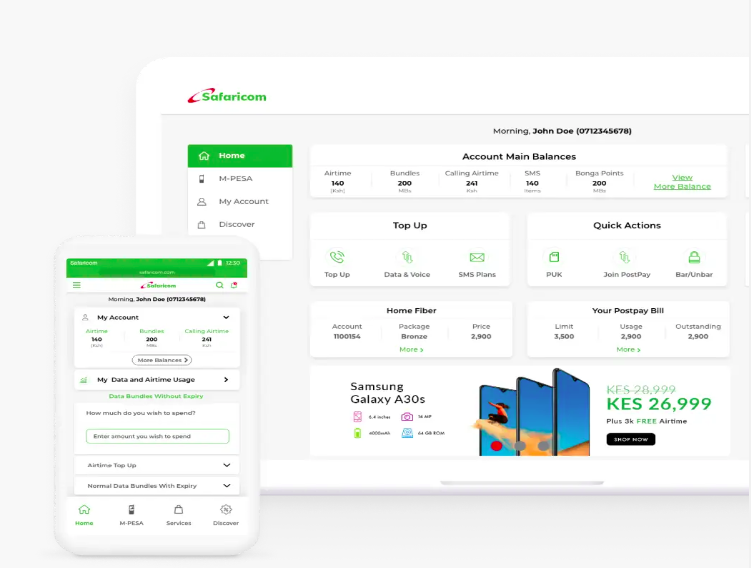 Safaricom
Morning, John Doe (0712345678)
Home
M-PESA
My Account
Discover
Account Main Balances
Airtime Bundles Calling Airtime SMS Bonga Points
140 200 241 140 200
(Ksh) MBs Ksh Items MBs
View
More Balance
Top Up
Top Up Data & Voice SMS Plans
Quick Actions
PUK Join PostPay Bar/Unbar
Home Fiber
Account Package Price
1100154 Bronze 2,900
More >
Your Postpay Bill
Limit Usage Outstanding
3,500 2,900 2,900
More >
Samsung
Galaxy A30s
6.4 inches 16 MP
4000mAh 64 GB ROM
KES 28,999
KES 26,999
Plus 3k FREE Airtime
SHOP NOW
Safaricom 12:30
safaricom.com
Safaricom
Morning, John Doe (0712345678)
My Account
Airtime Bundles Calling Airtime
140 200 241
(Ksh) MBs Ksh
More Balances >
My Data and Airtime Usage >
Data Bundles Without Expiry
How much do you wish to spend?
Enter amount you wish to spend
Airtime Top Up
Normal Data Bundles With Expiry
Home M-PESA Services Discover